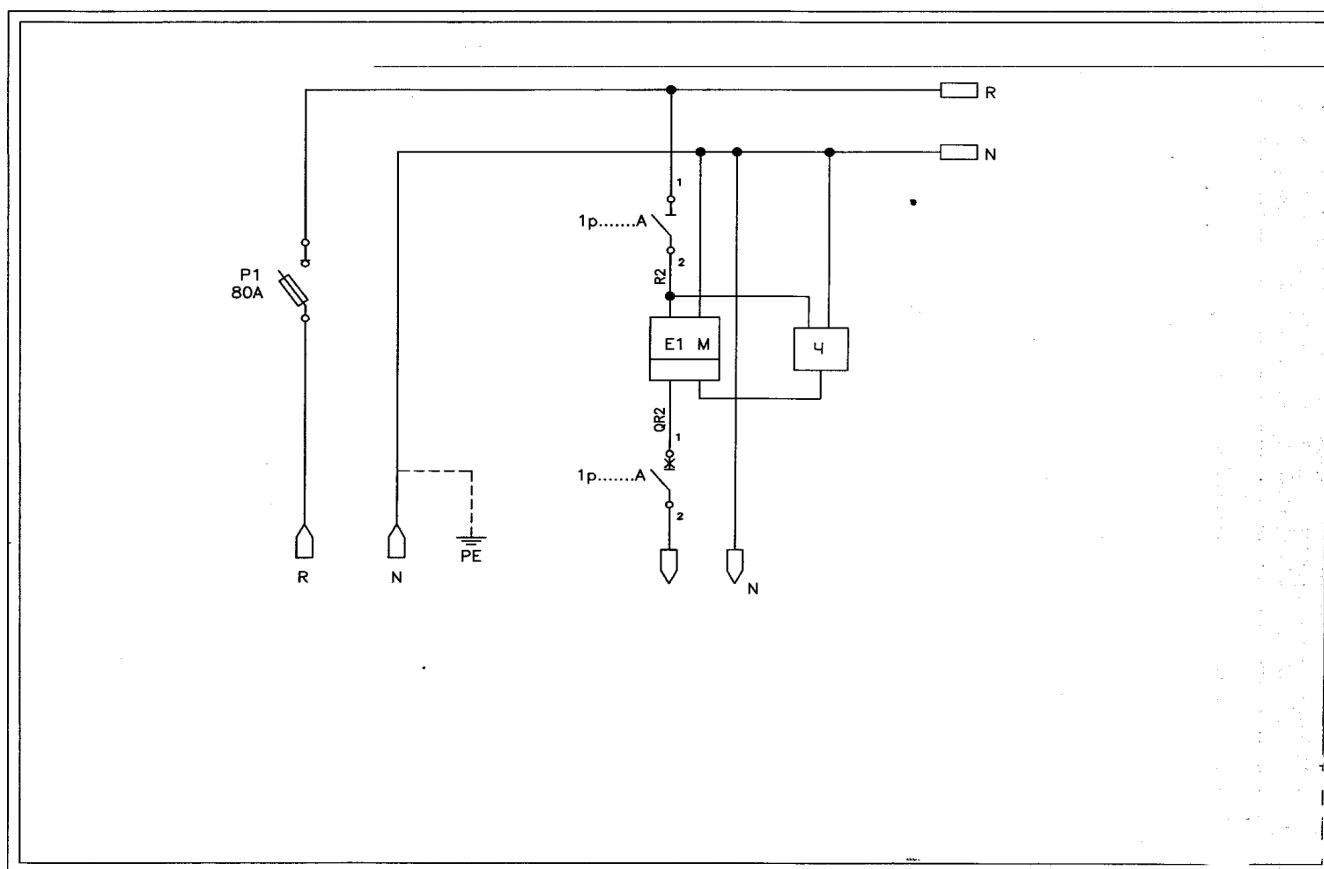 R
N
1
1p.......A
2
R2
P1
80A
E1 M
Ч
QR2
1
1p.......A
2
PE
R
N
N